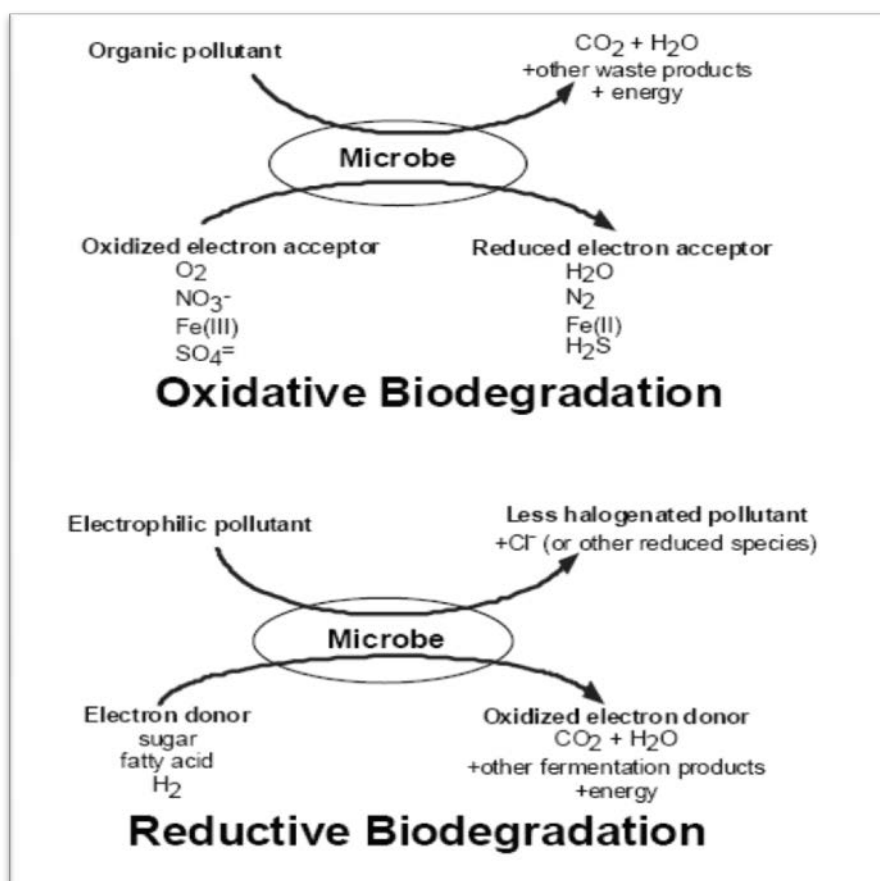 Organic pollutant
CO2 + H2O
+other waste products
+ energy
Microbe
Oxidized electron acceptor
O2
NO3-
Fe(III)
SO4=
Reduced electron acceptor
H2O
N2
Fe(II)
H2S
Oxidative Biodegradation
Electrophilic pollutant
Less halogenated pollutant
+Cl- (or other reduced species)
Microbe
Electron donor
sugar
fatty acid
H2
Oxidized electron donor
CO2 + H2O
+other fermentation products
+energy
Reductive Biodegradation